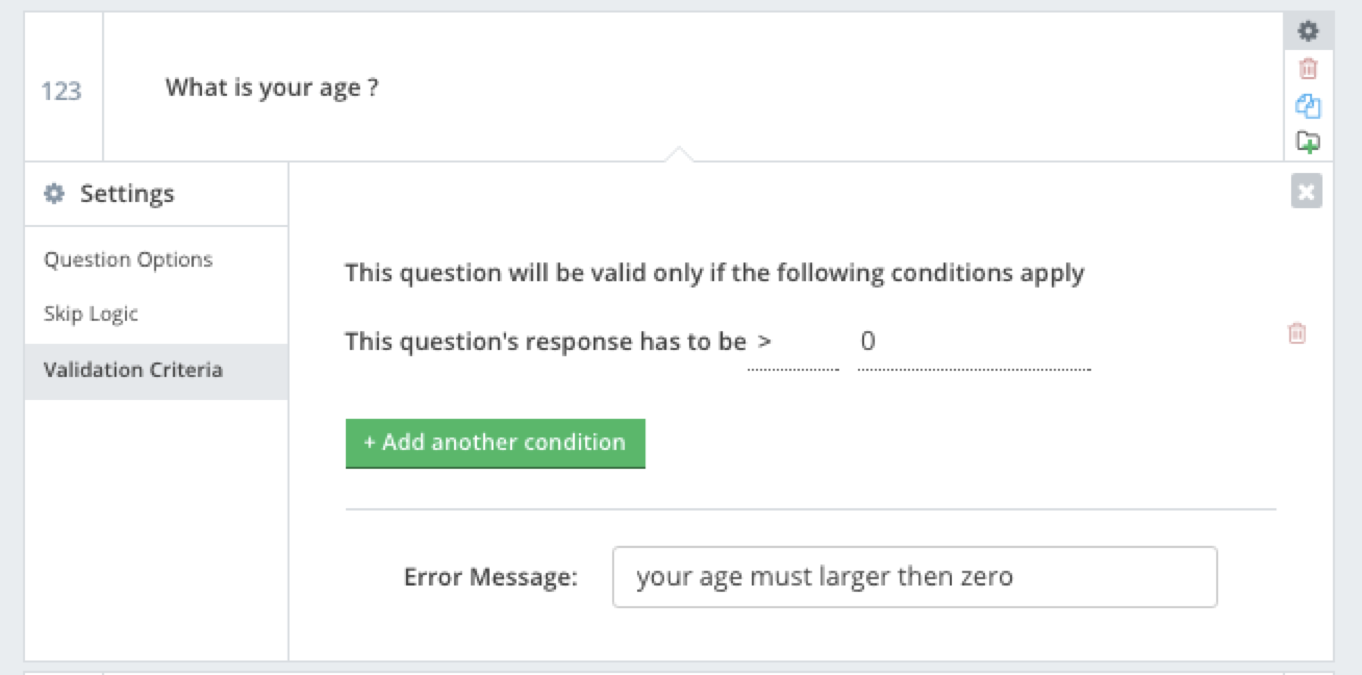 123
What is your age ?
Settings
Question Options
Skip Logic
Validation Criteria
This question will be valid only if the following conditions apply
This question's response has to be > 0
+ Add another condition
Error Message: your age must larger then zero